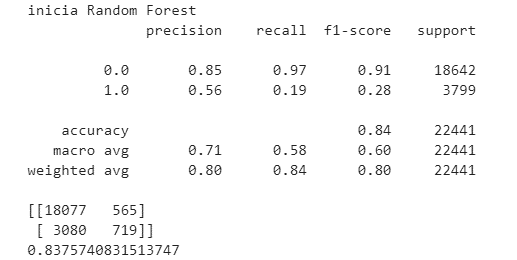 inicia Random Forest
precision recall f1-score support
0.0 0.85 0.97 0.91 18642
1.0 0.56 0.19 0.28 3799
accuracy 0.84 22441
macro avg 0.71 0.58 0.60 22441
weighted avg 0.80 0.84 0.80 22441
[[18077 565]
[ 3080 719]]
0.8375740831513747